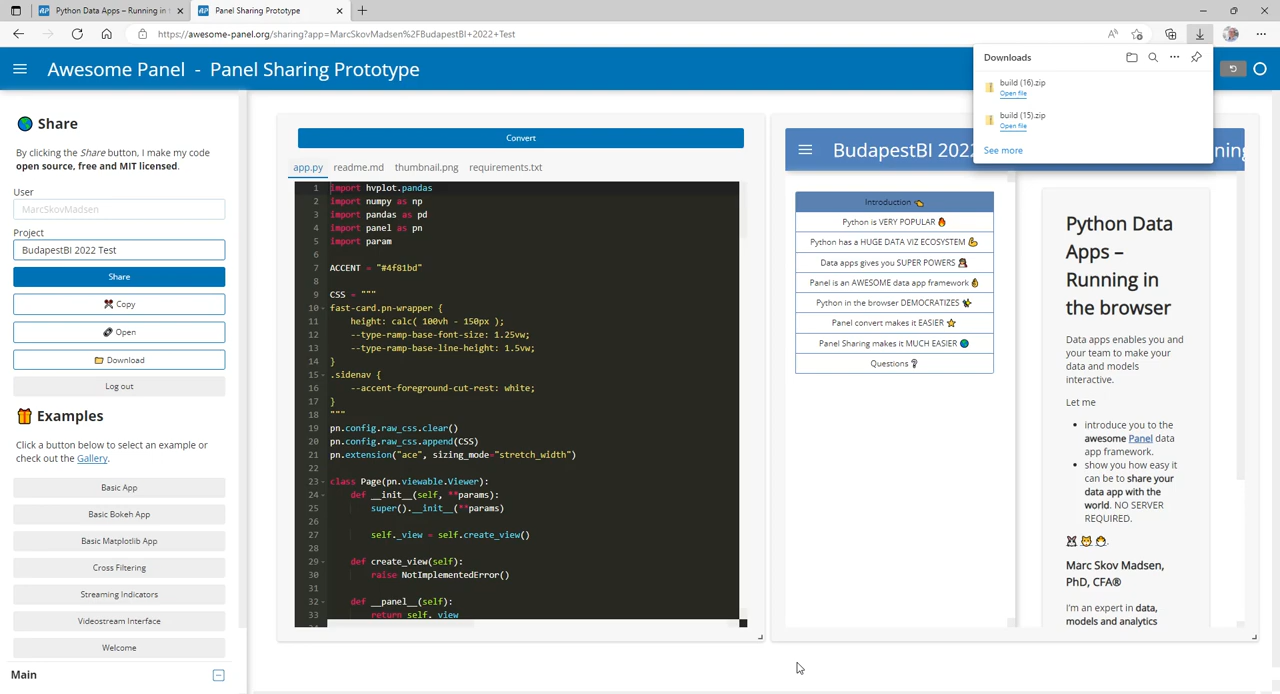 Python Data Apps – Running in t
Panel Sharing Prototype
https://awesome-panel.org/sharing?app=MarcSkovMadsen%2FBudapestBI+2022+Test
Awesome Panel - Panel Sharing Prototype
Downloads
build (16).zip
Open file
build (15).zip
Open file
See more
Share
By clicking the Share button, I make my code
open source, free and MIT licensed.
User
MarcSkovMadsen
Project
BudapestBI 2022 Test
Share
Copy
Open
Download
Log out
Examples
Click a button below to select an example or
check out the Gallery.
Basic App
Basic Bokeh App
Basic Matplotlib App
Cross Filtering
Streaming Indicators
Videostream Interface
Welcome
Main
Convert
app.py readme.md thumbnail.png requirements.txt
1 import hvplot.pandas
2 import numpy as np
3 import pandas as pd
4 import panel as pn
5 import param
6
7 ACCENT = "#4f81bd"
8
9 CSS = """
10 fast-card.pn-wrapper {
11 height: calc( 100vh - 150px );
12 --type-ramp-base-font-size: 1.25vw;
13 --type-ramp-base-line-height: 1.5vw;
14 }
15 .sidenav {
16 --accent-foreground-cut-rest: white;
17 }
18 """
19 pn.config.raw_css.clear()
20 pn.config.raw_css.append(CSS)
21 pn.extension("ace", sizing_mode="stretch_width")
22
23 class Page(pn.viewable.Viewer):
24 def __init__(self, **params):
25 super().__init__(**params)
26
27 self._view = self.create_view()
28
29 def create_view(self):
30 raise NotImplementedError()
31
32 def __panel__(self):
33 return self._view
BudapestBI 2022
ning
Introduction
Python is VERY POPULAR
Python has a HUGE DATA VIZ ECOSYSTEM
Data apps gives you SUPER POWERS
Panel is an AWESOME data app framework
Python in the browser DEMOCRATIZES
Panel convert makes it EASIER
Panel Sharing makes it MUCH EASIER
Questions
Python Data
Apps –
Running in
the browser
Data apps enables you and
your team to make your
data and models
interactive.
Let me
introduce you to the
awesome Panel data
app framework.
show you how easy it
can be to share your
data app with the
world. NO SERVER
REQUIRED.
Marc Skov Madsen,
PhD, CFA®
I'm an expert in data,
models and analytics